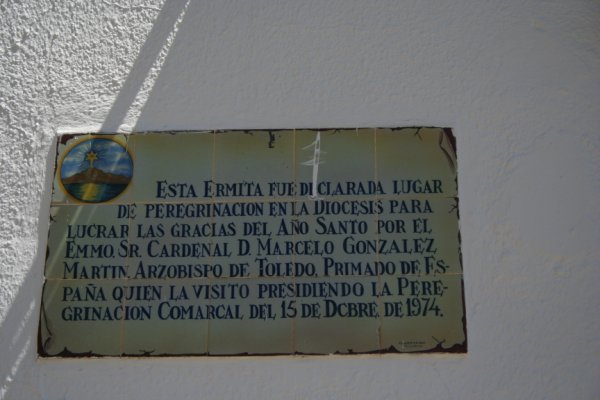 ESTA ERMITA FUE DECLARADA LUGAR
DE PEREGRINACION EN LA DIOCESIS PARA
LUCRAR LAS GRACIAS DEL AÑO SANTO POR EL
EMMO. SR. CARDENAL D. MARCELO GONZALEZ
MARTIN, ARZOBISPO DE TOLEDO, PRIMADO DE ES-
PAÑA QUIEN LA VISITO PRESIDIENDO LA PERE-
GRINACION COMARCAL DEL 15 DE DCBRE. DE 1974.